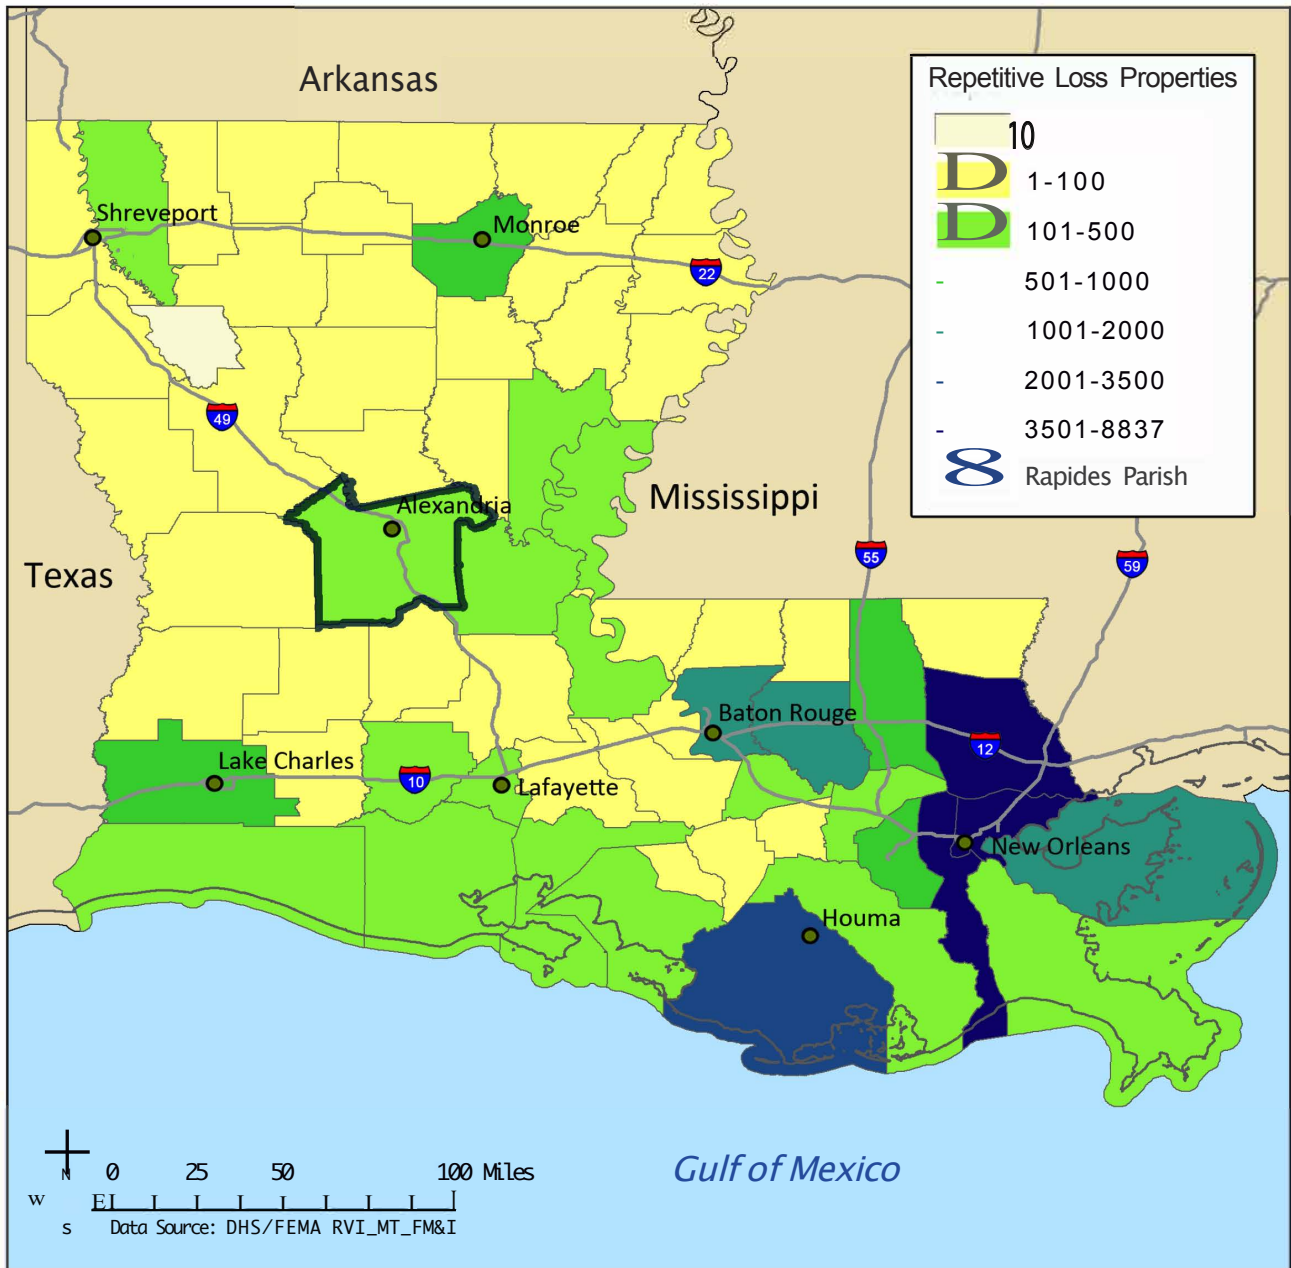 Arkansas
Repetitive Loss Properties
10
D 1-100
D 101-500
- 501-1000
- 1001-2000
- 2001-3500
- 3501-8837
8 Rapides Parish
Shreveport
Monroe
22
49
Alexandria
Mississippi
Texas
55
59
Baton Rouge
12
Lake Charles
10
Lafayette
New Orleans
Houma
Gulf of Mexico
N
0 25 50 100 Miles
W E
S Data Source: DHS/FEMA RVI_MT_FM&I